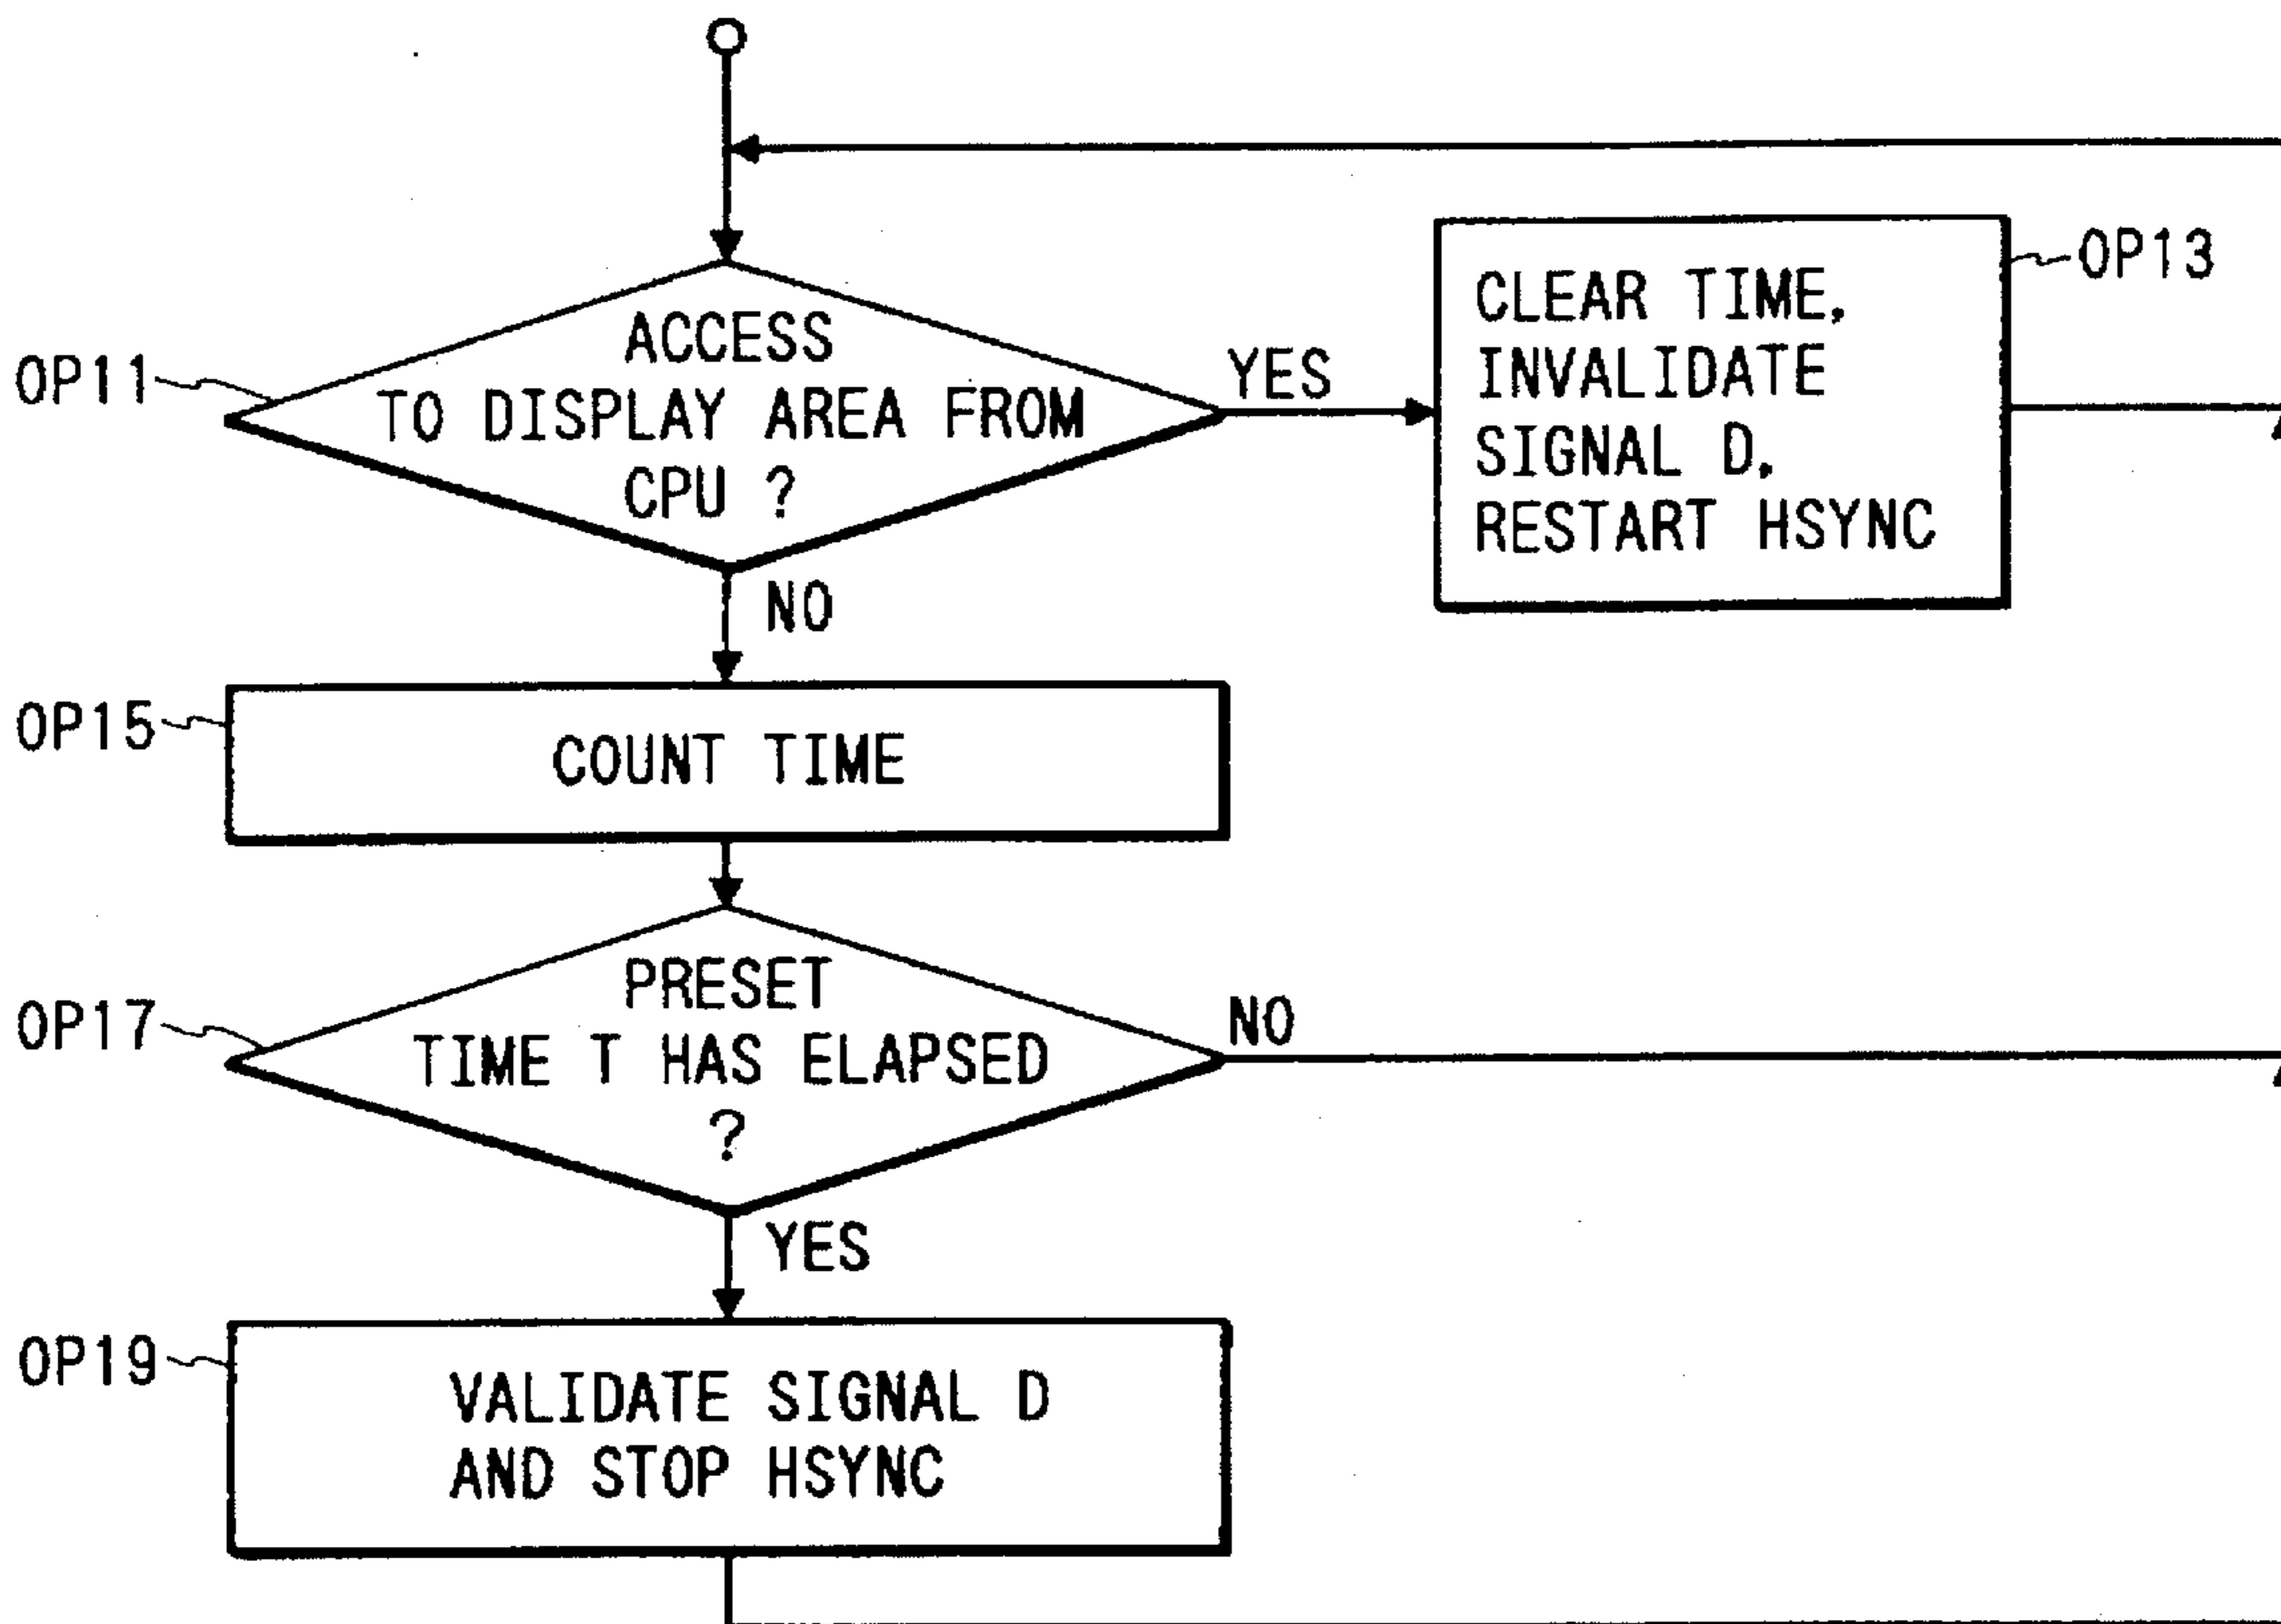 OP11
ACCESS
TO DISPLAY AREA FROM
CPU ?
YES
CLEAR TIME,
INVALIDATE
SIGNAL D,
RESTART HSYNC
OP13
NO
OP15
COUNT TIME
OP17
PRESET
TIME T HAS ELAPSED
?
NO
YES
OP19
VALIDATE SIGNAL D
AND STOP HSYNC